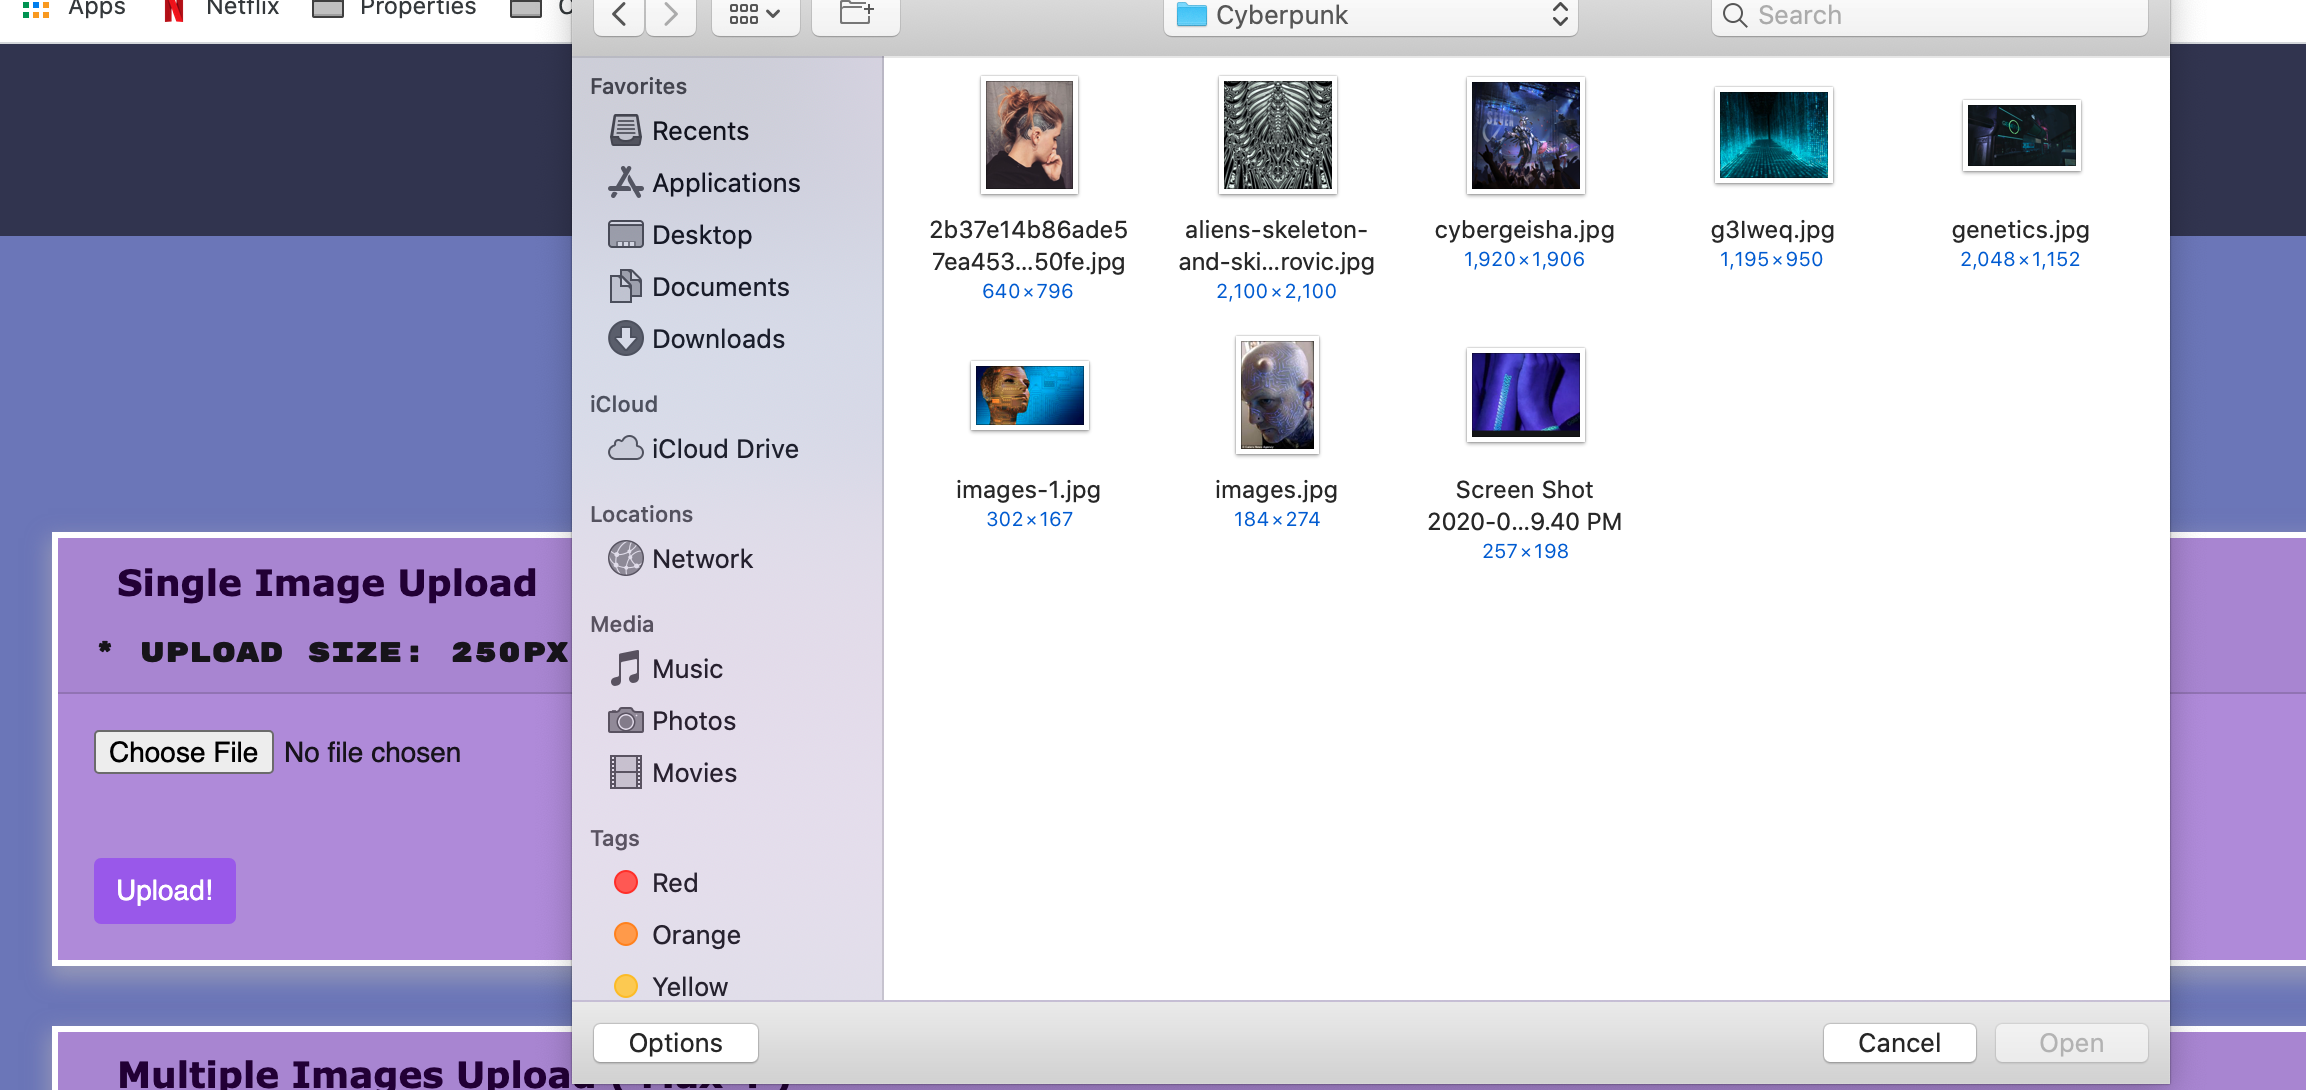 Apps
Netflix
Properties
Cyberpunk
Search
Favorites
Recents
Applications
Desktop
Documents
Downloads
iCloud
iCloud Drive
Locations
Network
Media
Music
Photos
Movies
Tags
Red
Orange
Yellow
2b37e14b86ade5
7ea453...50fe.jpg
640×796
aliens-skeleton-
and-ski...rovic.jpg
2,100×2,100
cybergeisha.jpg
1,920×1,906
g3lweq.jpg
1,195×950
genetics.jpg
2,048×1,152
images-1.jpg
302×167
images.jpg
184×274
Screen Shot
2020-0...9.40 PM
257×198
Options
Cancel
Open
Single Image Upload
* UPLOAD SIZE: 250PX
Choose File No file chosen
Upload!
Multiple Images Upload